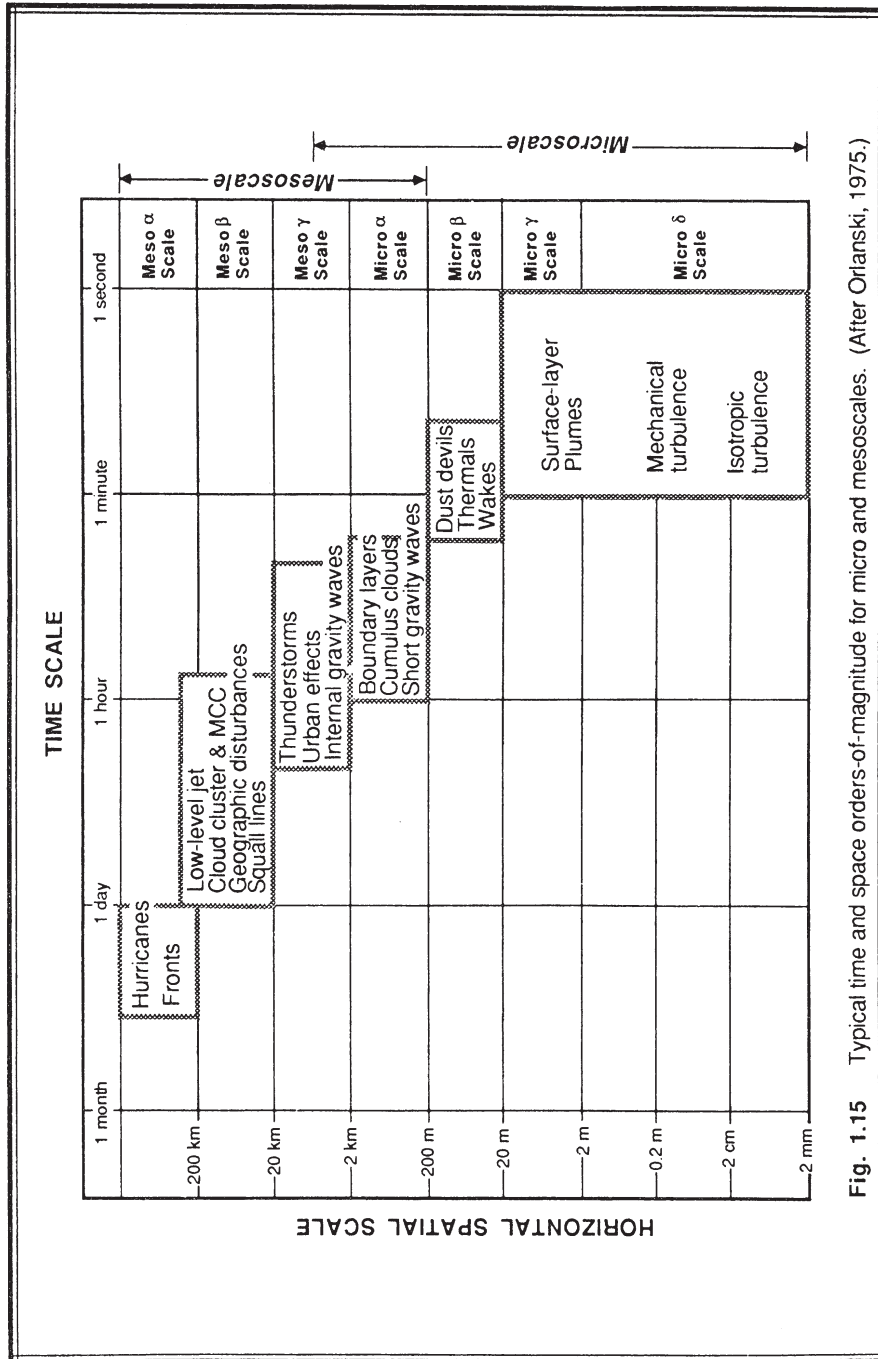 TIME SCALE
1 month
1 day
1 hour
1 minute
1 second
HORIZONTAL SPATIAL SCALE
200 km
20 km
2 km
200 m
20 m
2 m
0.2 m
2 cm
2 mm
Hurricanes
Fronts
Low-level jet
Cloud cluster & MCC
Geographic disturbances
Squall lines
Thunderstorms
Urban effects
Internal gravity waves
Boundary layers
Cumulus clouds
Short gravity waves
Dust devils
Thermals
Wakes
Surface-layer
Plumes
Mechanical
turbulence
Isotropic
turbulence
Meso α
Scale
Meso β
Scale
Meso γ
Scale
Micro α
Scale
Micro β
Scale
Micro γ
Scale
Micro δ
Scale
Mesoscale
Microscale
Fig. 1.15 Typical time and space orders-of-magnitude for micro and mesoscales. (After Orlanski, 1975.)